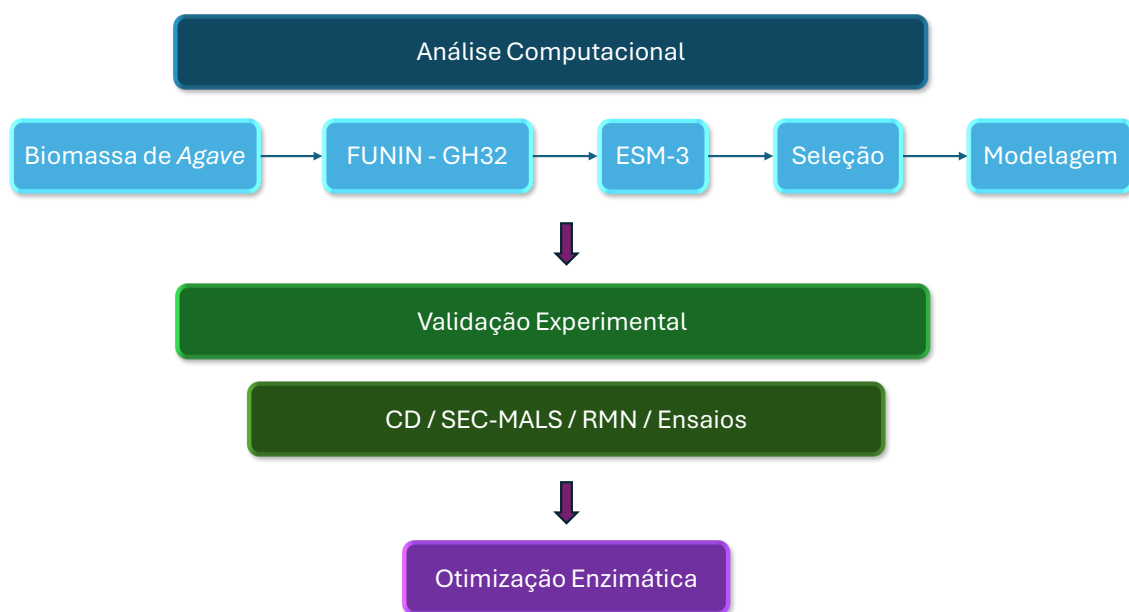 Análise Computacional
Biomassa de Agave
FUNIN - GH32
ESM-3
Seleção
Modelagem
Validação Experimental
CD / SEC-MALS / RMN / Ensaios
Otimização Enzimática